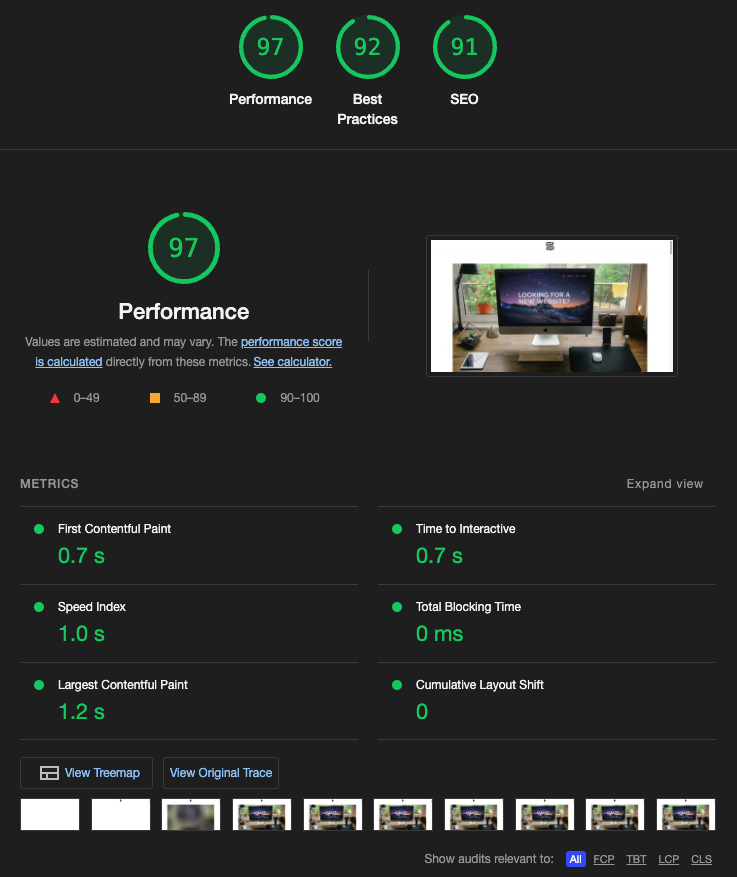 97
92
91
Performance
Best
Practices
SEO
97
Performance
Values are estimated and may vary. The performance score
is calculated directly from these metrics. See calculator.
0–49
50–89
90–100
LOOKING FOR A
NEW WEBSITE?
METRICS
Expand view
First Contentful Paint
0.7 s
Time to Interactive
0.7 s
Speed Index
1.0 s
Total Blocking Time
0 ms
Largest Contentful Paint
1.2 s
Cumulative Layout Shift
0
View Treemap
View Original Trace
Show audits relevant to: All FCP TBT LCP CLS